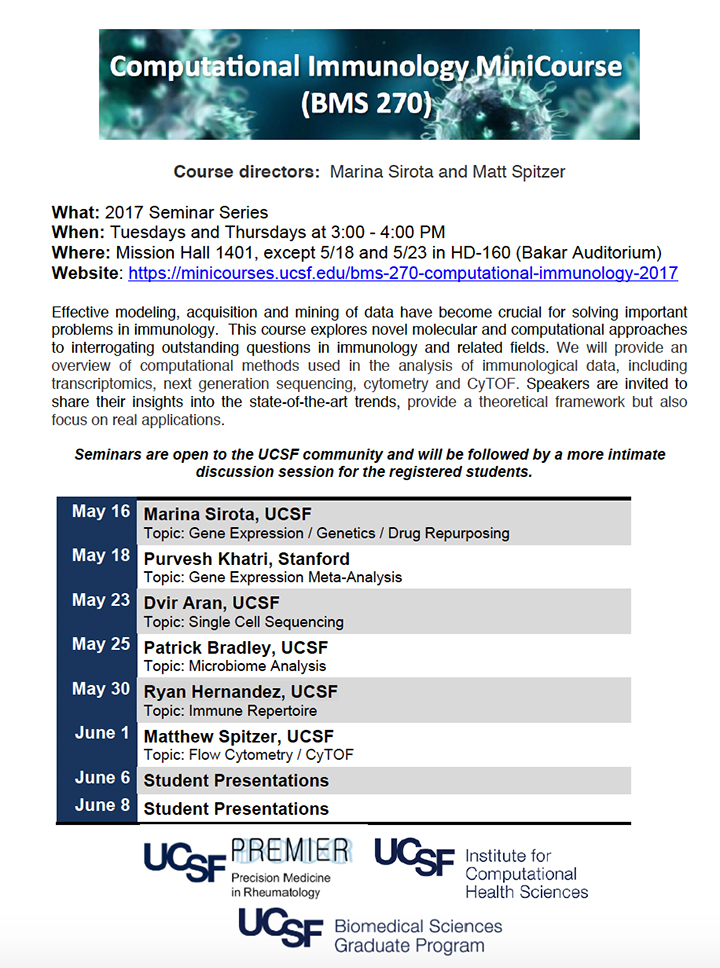 Computational Immunology MiniCourse
(BMS 270)
Course directors: Marina Sirota and Matt Spitzer
What: 2017 Seminar Series
When: Tuesdays and Thursdays at 3:00 - 4:00 PM
Where: Mission Hall 1401, except 5/18 and 5/23 in HD-160 (Bakar Auditorium)
Website: https://minicourses.ucsf.edu/bms-270-computational-immunology-2017
Effective modeling, acquisition and mining of data have become crucial for solving important
problems in immunology. This course explores novel molecular and computational approaches
to interrogating outstanding questions in immunology and related fields. We will provide an
overview of computational methods used in the analysis of immunological data, including
transcriptomics, next generation sequencing, cytometry and CyTOF. Speakers are invited to
share their insights into the state-of-the-art trends, provide a theoretical framework but also
focus on real applications.
Seminars are open to the UCSF community and will be followed by a more intimate
discussion session for the registered students.
May 16 Marina Sirota, UCSF
Topic: Gene Expression / Genetics / Drug Repurposing
May 18 Purvesh Khatri, Stanford
Topic: Gene Expression Meta-Analysis
May 23 Dvir Aran, UCSF
Topic: Single Cell Sequencing
May 25 Patrick Bradley, UCSF
Topic: Microbiome Analysis
May 30 Ryan Hernandez, UCSF
Topic: Immune Repertoire
June 1 Matthew Spitzer, UCSF
Topic: Flow Cytometry / CyTOF
June 6 Student Presentations
June 8 Student Presentations
UCSF PREMIER
Precision Medicine
in Rheumatology
UCSF Institute for
Computational
Health Sciences
UCSF Biomedical Sciences
Graduate Program